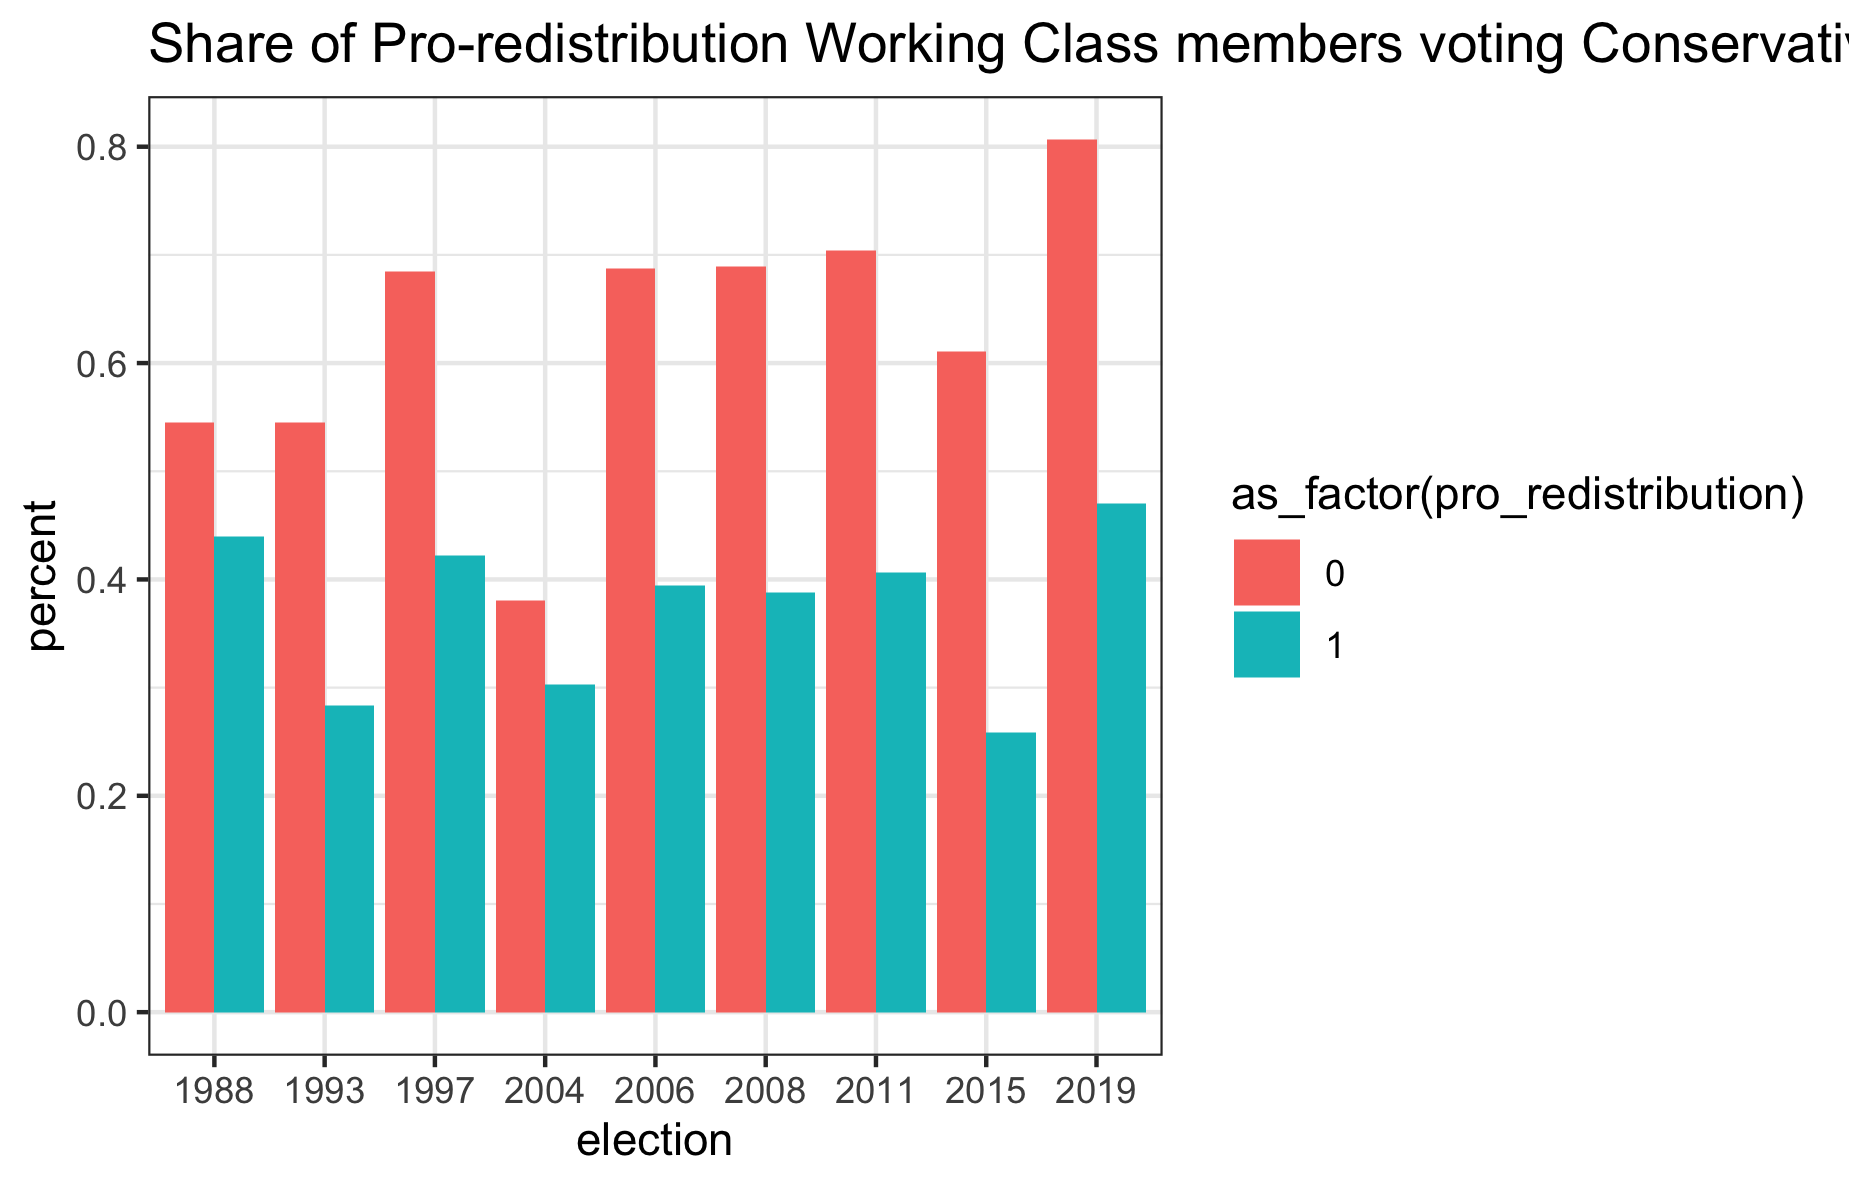 Share of Pro-redistribution Working Class members voting Conservati
0.8
0.6
0.4
0.2
0.0
percent
1988 1993 1997 2004 2006 2008 2011 2015 2019
election
as_factor(pro_redistribution)
0
1